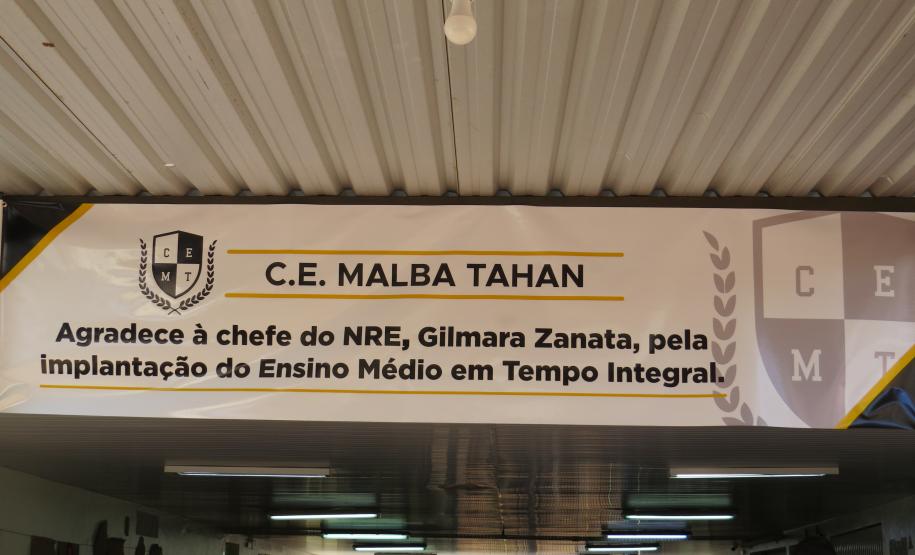 C E
M T
C.E. MALBA TAHAN
Agradece à chefe do NRE, Gilmara Zanata, pela
implantação do Ensino Médio em Tempo Integral.
C E
M T